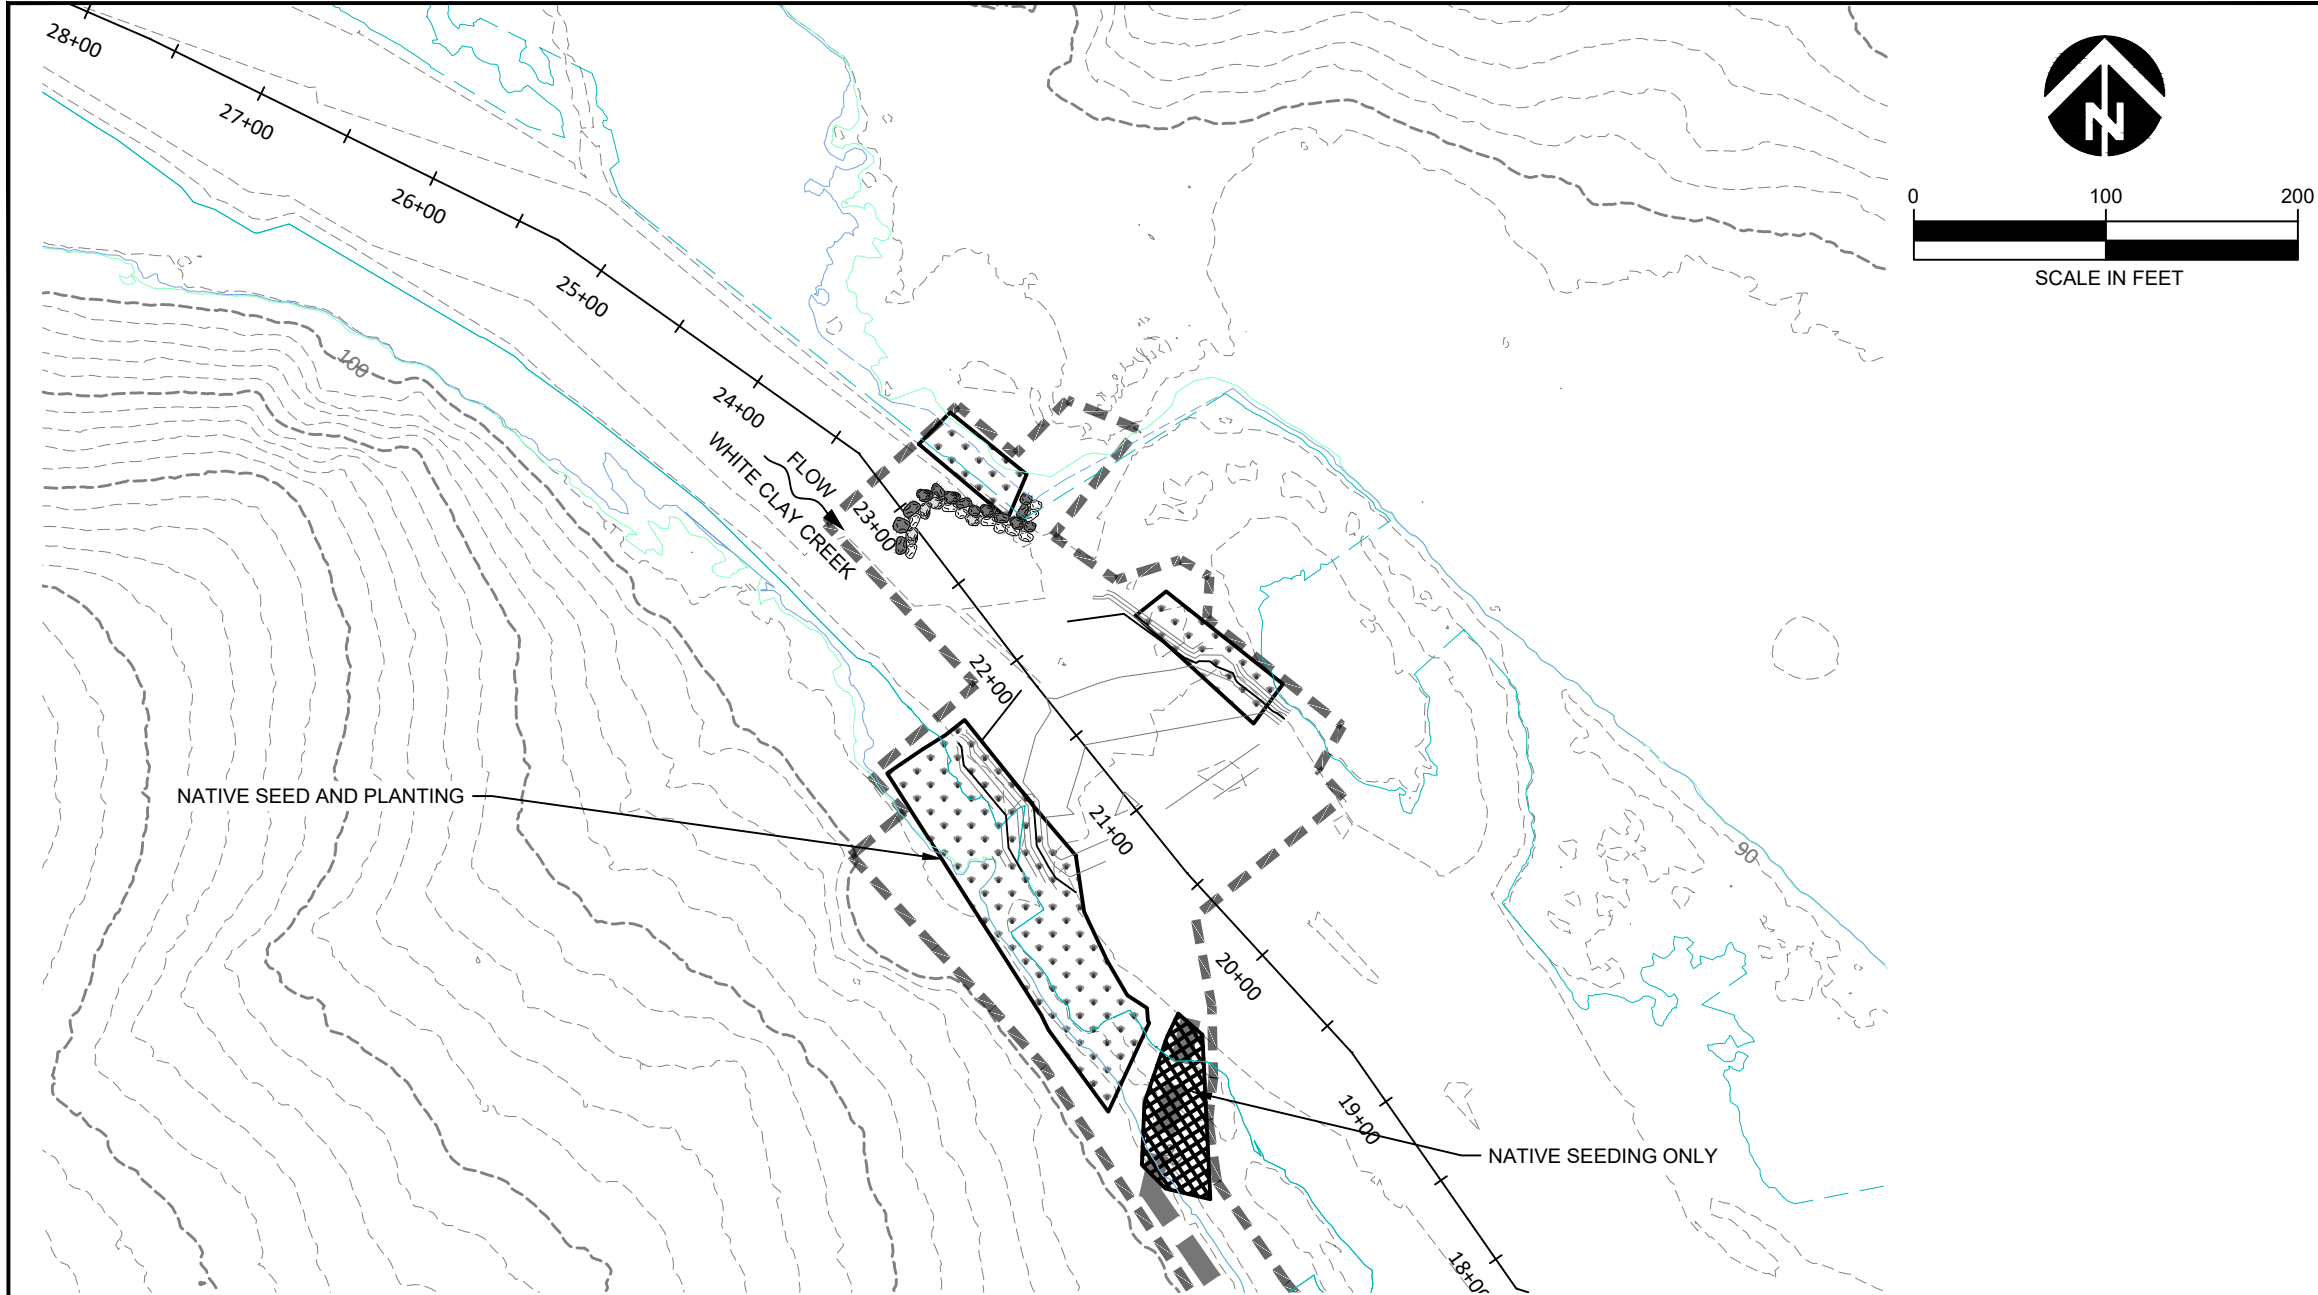 28+00
27+00
26+00
25+00
24+00
23+00
22+00
21+00
20+00
19+00
18+00
N
0 100 200
SCALE IN FEET
100
FLOW
WHITE CLAY CREEK
NATIVE SEED AND PLANTING
90
NATIVE SEEDING ONLY